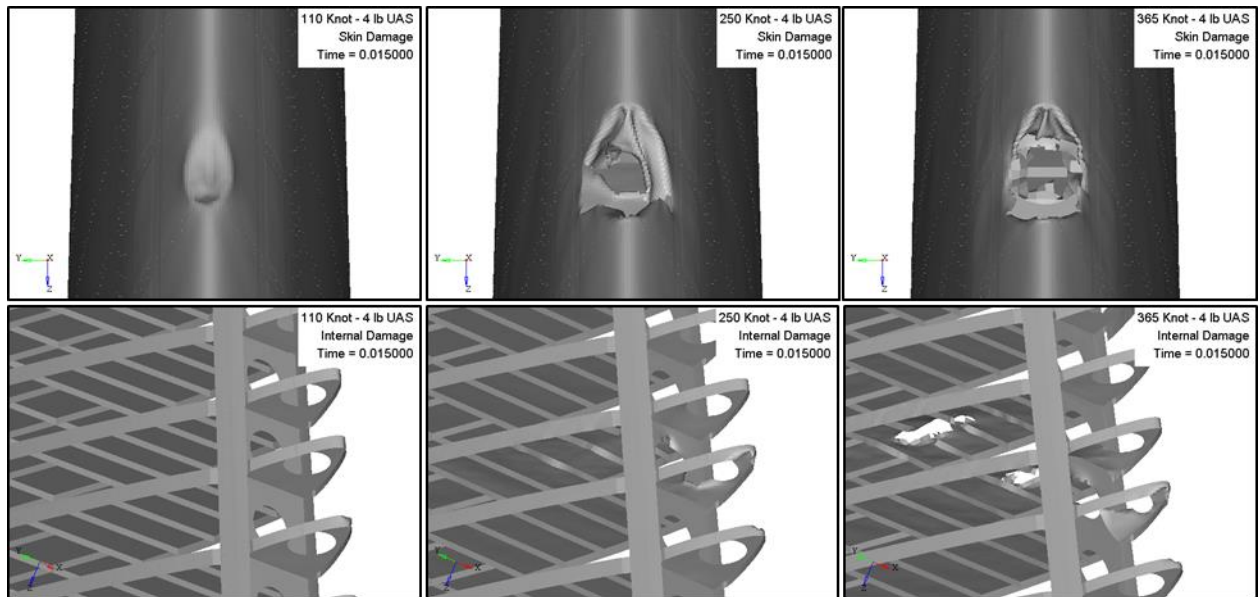 110 Knot - 4 lb UAS
Skin Damage
Time = 0.015000
Y
X
Z
250 Knot - 4 lb UAS
Skin Damage
Time = 0.015000
Y
X
Z
365 Knot - 4 lb UAS
Skin Damage
Time = 0.015000
Y
X
Z
110 Knot - 4 lb UAS
Internal Damage
Time = 0.015000
Y
X
Z
250 Knot - 4 lb UAS
Internal Damage
Time = 0.015000
Y
X
Z
365 Knot - 4 lb UAS
Internal Damage
Time = 0.015000
Y
X
Z